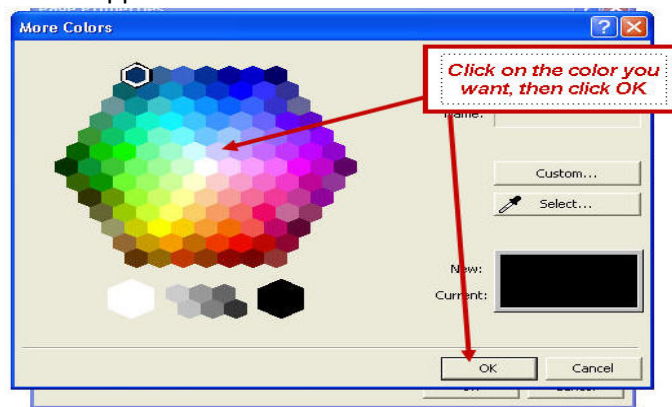 More Colors
Click on the color you
want, then click OK
Name:
Custom...
Select...
New:
Current:
OK
Cancel